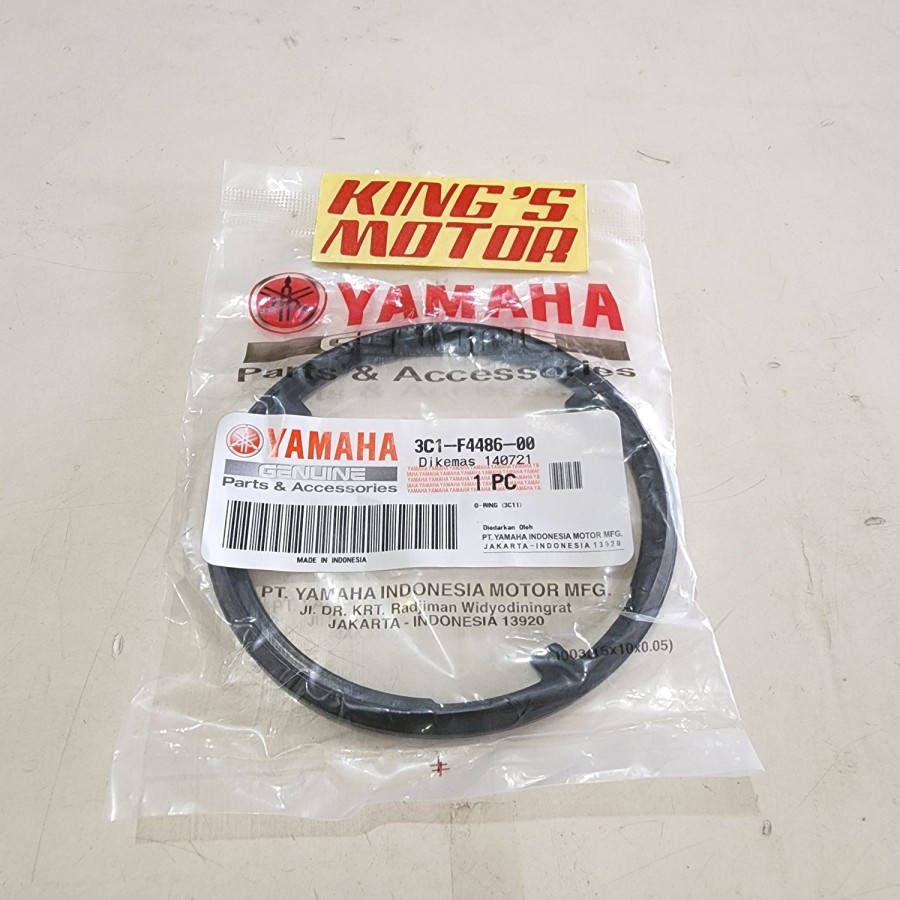 KING'S
MOTOR
YAMAHA
GENUINE
Parts & Accessories
YAMAHA
GENUINE
Parts & Accessories
3C1-F4486-00
Dikemas 140721
1 PC
O-RING (3C11)
MADE IN INDONESIA
Diedarkan Oleh
PT. YAMAHA INDONESIA MOTOR MFG.
JAKARTA-INDONESIA 13920
PT. YAMAHA INDONESIA MOTOR MFG.
Jl. DR. KRT. Radjiman Widyodiningrat
JAKARTA - INDONESIA 13920